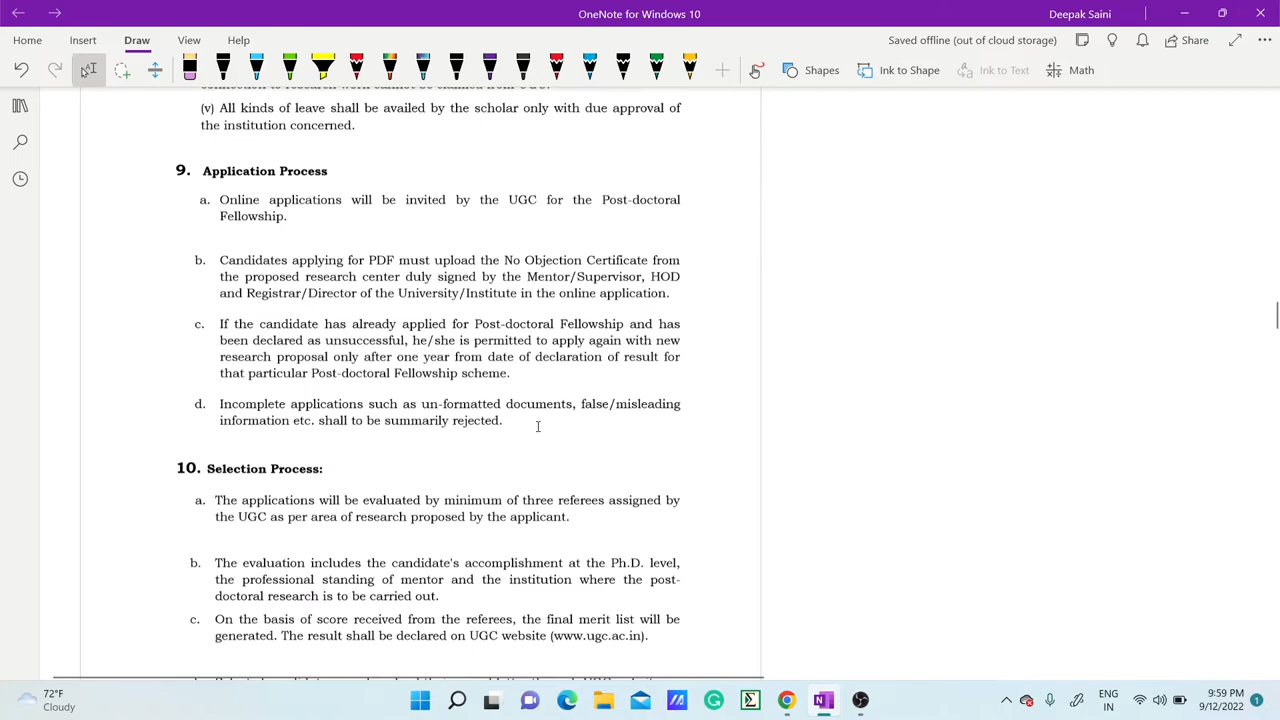 OneNote for Windows 10
Deepak Saini
Home Insert Draw View Help
Saved offline (out of cloud storage)
Share
Shapes
Ink to Shape
Ink to Text
Math
(v) All kinds of leave shall be availed by the scholar only with due approval of
the institution concerned.
9. Application Process
a. Online applications will be invited by the UGC for the Post-doctoral
Fellowship.
b. Candidates applying for PDF must upload the No Objection Certificate from
the proposed research center duly signed by the Mentor/Supervisor, HOD
and Registrar/Director of the University/Institute in the online application.
c. If the candidate has already applied for Post-doctoral Fellowship and has
been declared as unsuccessful, he/she is permitted to apply again with new
research proposal only after one year from date of declaration of result for
that particular Post-doctoral Fellowship scheme.
d. Incomplete applications such as un-formatted documents, false/misleading
information etc. shall to be summarily rejected.
10. Selection Process:
a. The applications will be evaluated by minimum of three referees assigned by
the UGC as per area of research proposed by the applicant.
b. The evaluation includes the candidate's accomplishment at the Ph.D. level,
the professional standing of mentor and the institution where the post-
doctoral research is to be carried out.
c. On the basis of score received from the referees, the final merit list will be
generated. The result shall be declared on UGC website (www.ugc.ac.in).
72°F
Cloudy
ENG
IN
9:59 PM
9/12/2022
1